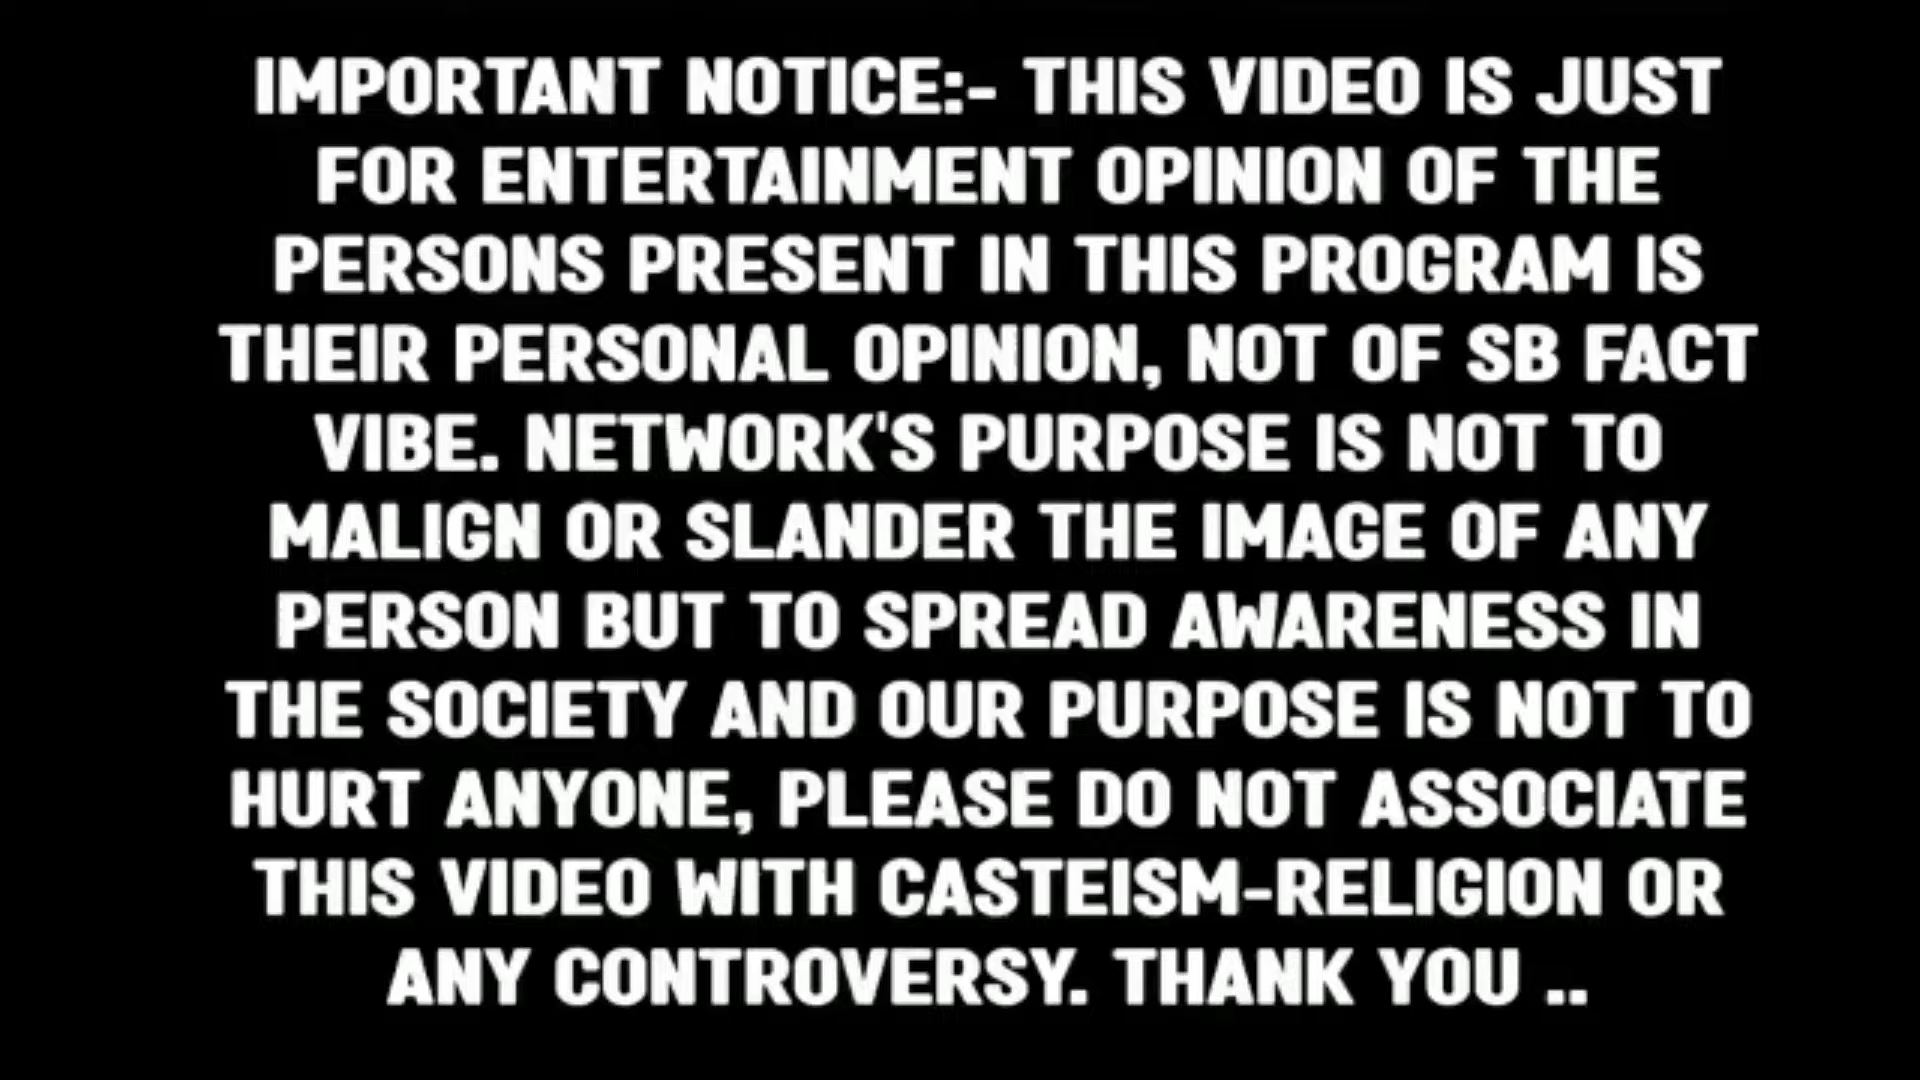 IMPORTANT NOTICE:- THIS VIDEO IS JUST
FOR ENTERTAINMENT OPINION OF THE
PERSONS PRESENT IN THIS PROGRAM IS
THEIR PERSONAL OPINION, NOT OF SB FACT
VIBE. NETWORK'S PURPOSE IS NOT TO
MALIGN OR SLANDER THE IMAGE OF ANY
PERSON BUT TO SPREAD AWARENESS IN
THE SOCIETY AND OUR PURPOSE IS NOT TO
HURT ANYONE, PLEASE DO NOT ASSOCIATE
THIS VIDEO WITH CASTEISM-RELIGION OR
ANY CONTROVERSY. THANK YOU ..